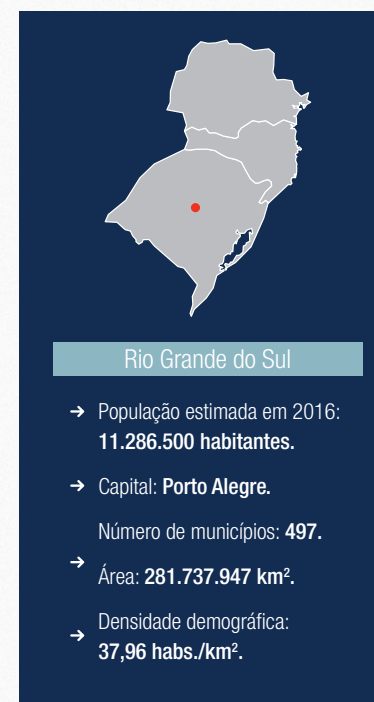 Rio Grande do Sul
→ População estimada em 2016:
11.286.500 habitantes.
→ Capital: Porto Alegre.
Número de municípios: 497.
→ Área: 281.737.947 km².
→ Densidade demográfica:
37,96 habs./km².